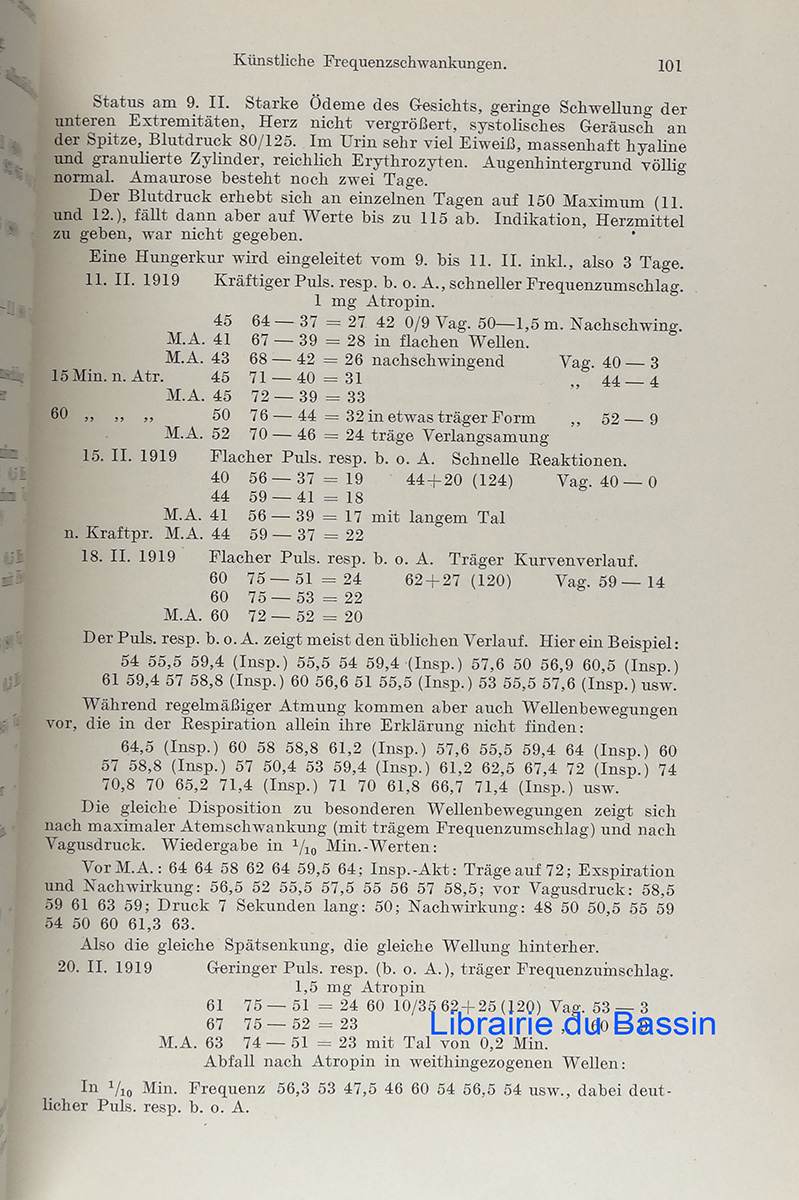 Künstliche Frequenzschwankungen. 101
Status am 9. II. Starke Ödeme des Gesichts, geringe Schwellung der
unteren Extremitäten, Herz nicht vergrößert, systolisches Geräusch an
der Spitze, Blutdruck 80/125. Im Urin sehr viel Eiweiß, massenhaft hyaline
und granulierte Zylinder, reichlich Erythrozyten. Augenhintergrund völlig
normal. Amaurose besteht noch zwei Tage.
Der Blutdruck erhebt sich an einzelnen Tagen auf 150 Maximum (11.
und 12.), fällt dann aber auf Werte bis zu 115 ab. Indikation, Herzmittel
zu geben, war nicht gegeben.
Eine Hungerkur wird eingeleitet vom 9. bis 11. II. inkl., also 3 Tage.
11. II. 1919 Kräftiger Puls. resp. b. o. A., schneller Frequenzumschlag.
1 mg Atropin.
45 64 — 37 = 27 42 0/9 Vag. 50—1,5 m. Nachschwing.
M.A. 41 67 — 39 = 28 in flachen Wellen.
M.A. 43 68 — 42 = 26 nachschwingend Vag. 40 — 3
15 Min. n. Atr. 45 71 — 40 = 31 „ 44 — 4
M.A. 45 72 — 39 = 33
60 „ „ „ 50 76 — 44 = 32 in etwas träger Form „ 52 — 9
M.A. 52 70 — 46 = 24 träge Verlangsamung
15. II. 1919 Flacher Puls. resp. b. o. A. Schnelle Reaktionen.
40 56 — 37 = 19 44+20 (124) Vag. 40 — 0
44 59 — 41 = 18
M.A. 41 56 — 39 = 17 mit langem Tal
n. Kraftpr. M.A. 44 59 — 37 = 22
18. II. 1919 Flacher Puls. resp. b. o. A. Träger Kurvenverlauf.
60 75 — 51 = 24 62+27 (120) Vag. 59 — 14
60 75 — 53 = 22
M.A. 60 72 — 52 = 20
Der Puls. resp. b. o. A. zeigt meist den üblichen Verlauf. Hier ein Beispiel:
54 55,5 59,4 (Insp.) 55,5 54 59,4 (Insp.) 57,6 50 56,9 60,5 (Insp.)
61 59,4 57 58,8 (Insp.) 60 56,6 51 55,5 (Insp.) 53 55,5 57,6 (Insp.) usw.
Während regelmäßiger Atmung kommen aber auch Wellenbewegungen
vor, die in der Respiration allein ihre Erklärung nicht finden:
64,5 (Insp.) 60 58 58,8 61,2 (Insp.) 57,6 55,5 59,4 64 (Insp.) 60
57 58,8 (Insp.) 57 50,4 53 59,4 (Insp.) 61,2 62,5 67,4 72 (Insp.) 74
70,8 70 65,2 71,4 (Insp.) 71 70 61,8 66,7 71,4 (Insp.) usw.
Die gleiche Disposition zu besonderen Wellenbewegungen zeigt sich
nach maximaler Atemschwankung (mit trägem Frequenzumschlag) und nach
Vagusdruck. Wiedergabe in 1/10 Min.-Werten:
Vor M.A.: 64 64 58 62 64 59,5 64; Insp.-Akt: Träge auf 72; Exspiration
und Nachwirkung: 56,5 52 55,5 57,5 55 56 57 58,5; vor Vagusdruck: 58,5
59 61 63 59; Druck 7 Sekunden lang: 50; Nachwirkung: 48 50 50,5 55 59
54 50 60 61,3 63.
Also die gleiche Spätsenkung, die gleiche Wellung hinterher.
20. II. 1919 Geringer Puls. resp. (b. o. A.), träger Frequenzumschlag.
1,5 mg Atropin
61 75 — 51 = 24 60 10/35 62+25 (120) Vag. 53 — 3
67 75 — 52 = 23
Librairie du Bassin
M.A. 63 74 — 51 = 23 mit Tal von 0,2 Min.
Abfall nach Atropin in weithingezogenen Wellen:
In 1/10 Min. Frequenz 56,3 53 47,5 46 60 54 56,5 54 usw., dabei deut-
licher Puls. resp. b. o. A.